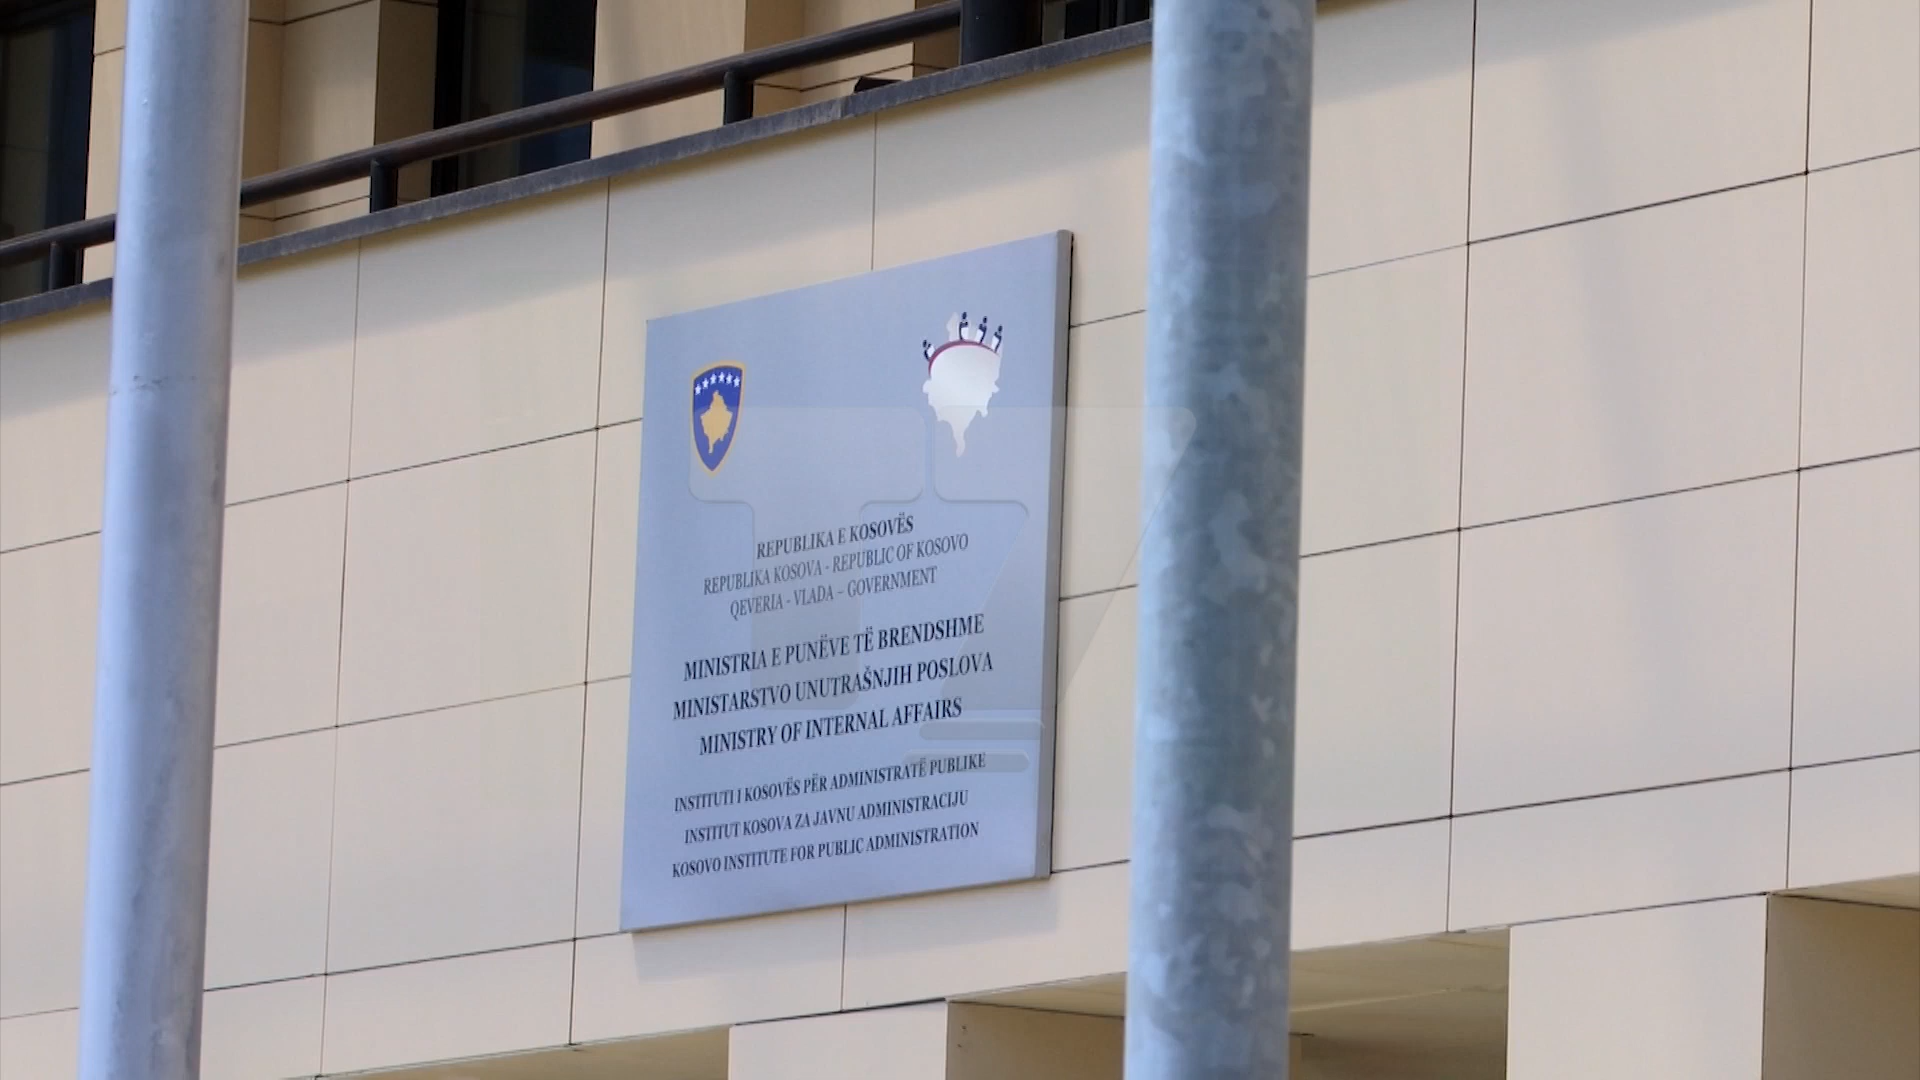 REPUBLIKA E KOSOVËS
REPUBLIKA KOSOVA - REPUBLIC OF KOSOVO
QEVERIA - VLADA – GOVERNMENT
MINISTRIA E PUNËVE TË BRENDSHME
MINISTARSTVO UNUTRAŠNJIH POSLOVA
MINISTRY OF INTERNAL AFFAIRS
INSTITUTI I KOSOVËS PËR ADMINISTRATË PUBLIKE
INSTITUT KOSOVA ZA JAVNU ADMINISTRACIJU
KOSOVO INSTITUTE FOR PUBLIC ADMINISTRATION